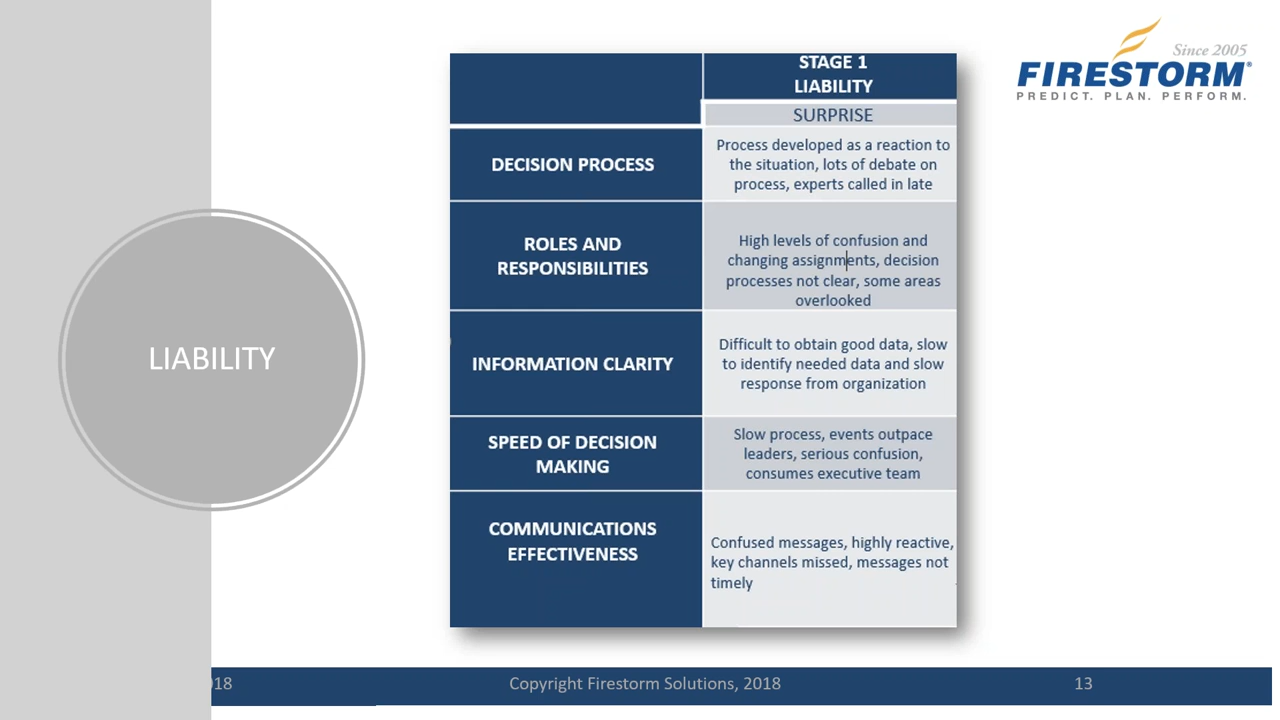 Since 2005
FIRESTORM®
PREDICT. PLAN. PERFORM.
LIABILITY
STAGE 1
LIABILITY
SURPRISE
DECISION PROCESS
Process developed as a reaction to
the situation, lots of debate on
process, experts called in late
ROLES AND
RESPONSIBILITIES
High levels of confusion and
changing assignments, decision
processes not clear, some areas
overlooked
INFORMATION CLARITY
Difficult to obtain good data, slow
to identify needed data and slow
response from organization
SPEED OF DECISION
MAKING
Slow process, events outpace
leaders, serious confusion,
consumes executive team
COMMUNICATIONS
EFFECTIVENESS
Confused messages, highly reactive,
key channels missed, messages not
timely
Copyright Firestorm Solutions, 2018
13